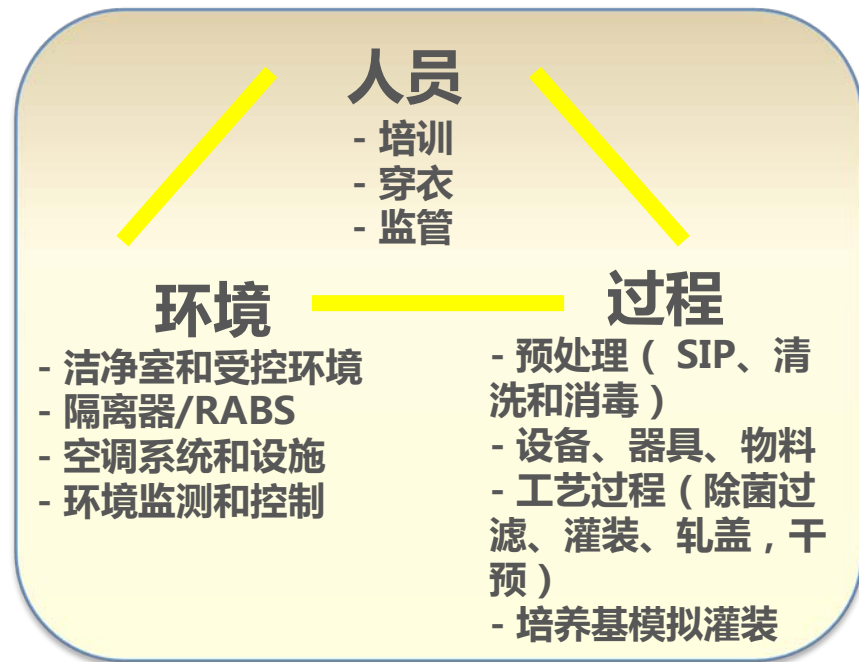 人员
- 培训
- 穿衣
- 监管
环境
- 洁净室和受控环境
- 隔离器/RABS
- 空调系统和设施
- 环境监测和控制
过程
- 预处理（ SIP、清
洗和消毒）
- 设备、器具、物料
- 工艺过程（除菌过
滤、灌装、轧盖，干
预）
- 培养基模拟灌装